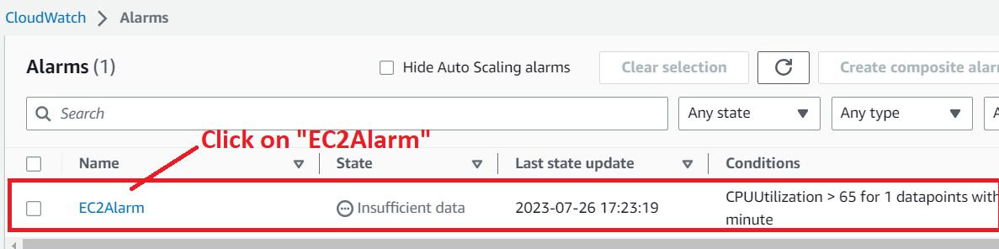 CloudWatch > Alarms
Alarms (1)
Hide Auto Scaling alarms
Clear selection
Create composite alar
Search
Any state
Any type
A
Click on "EC2Alarm"
Name
State
Last state update
Conditions
EC2Alarm
Insufficient data
2023-07-26 17:23:19
CPUUtilization > 65 for 1 datapoints with
minute